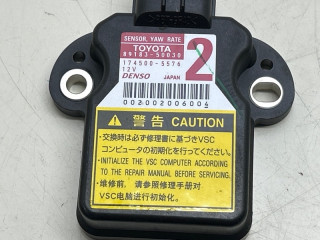 SENSOR, YAW RATE
TOYOTA
89183-50030
174500-5576
12V
DENSO JAPAN
2
002002006004
警告 CAUTION
・交換時は必ず修理書に基づきVSC
コンピュータの初期化を行ってください。
・INITIALIZE THE VSC COMPUTER ACCORDING
TO THE REPAIR MANUAL BEFORE SERVICING.
・维修前，请参照修理手册对
VSC电脑进行初始化。